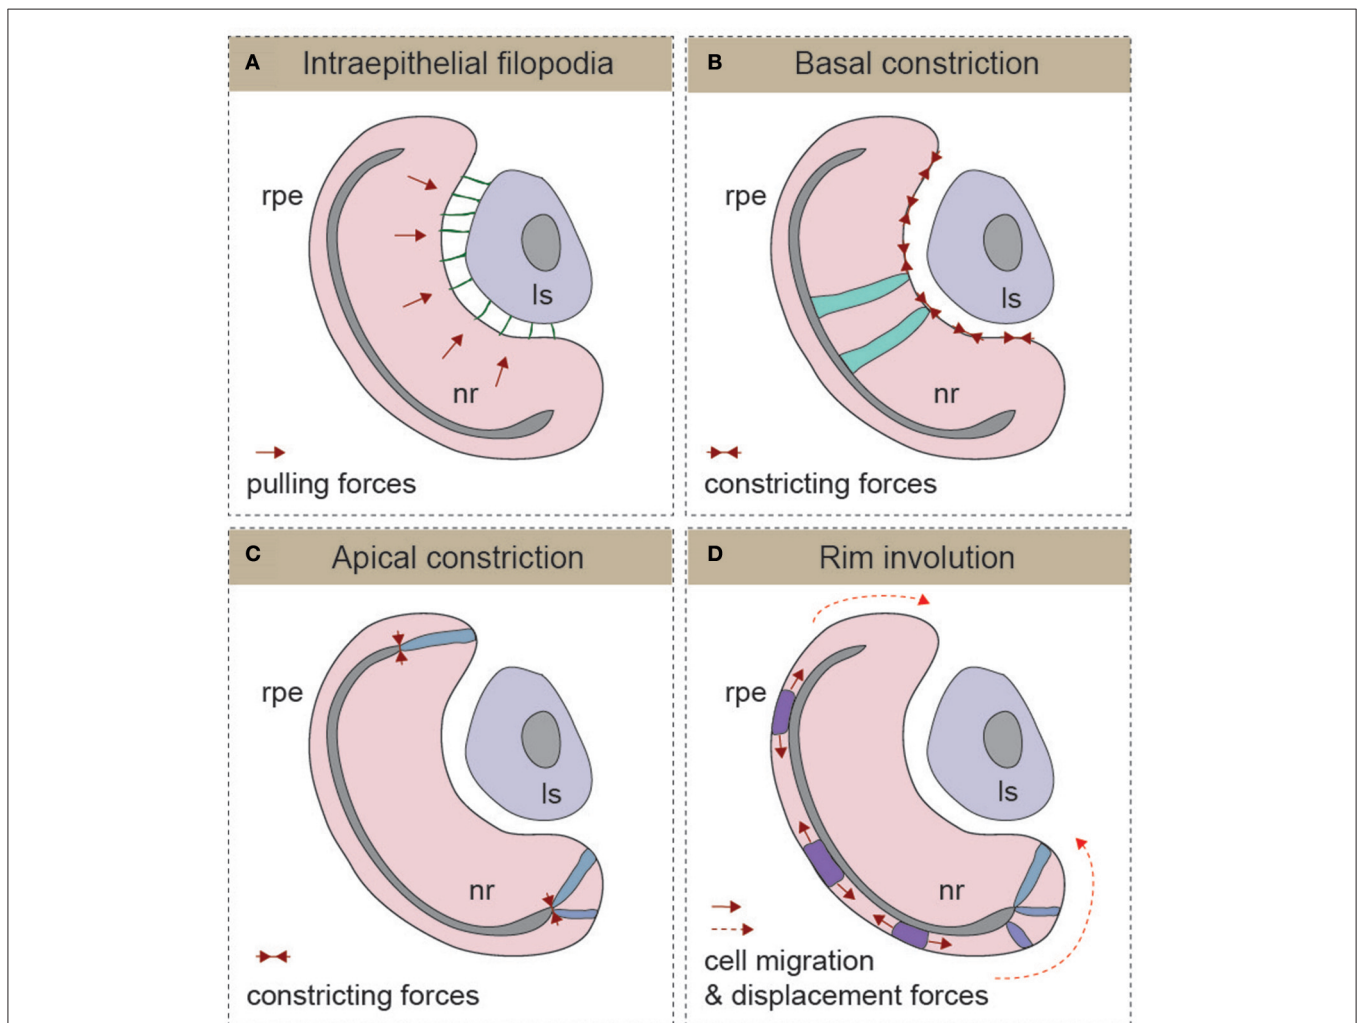 A Intraepithelial filopodia
rpe
ls
nr
pulling forces
B Basal constriction
rpe
ls
nr
constricting forces
C Apical constriction
rpe
ls
nr
constricting forces
D Rim involution
rpe
ls
nr
cell migration
& displacement forces